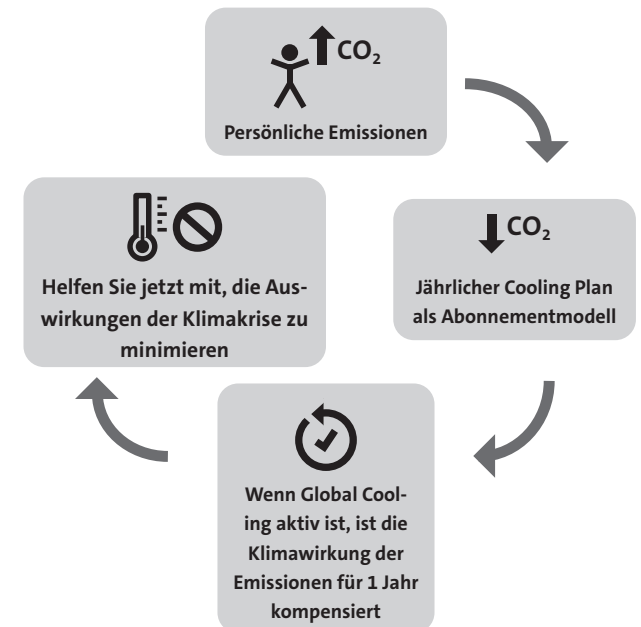 CO₂
Persönliche Emissionen
CO₂
Jährlicher Cooling Plan
als Abonnementmodell
Wenn Global Cool-
ing aktiv ist, ist die
Klimawirkung der
Emissionen für 1 Jahr
kompensiert
Helfen Sie jetzt mit, die Aus-
wirkungen der Klimakrise zu
minimieren